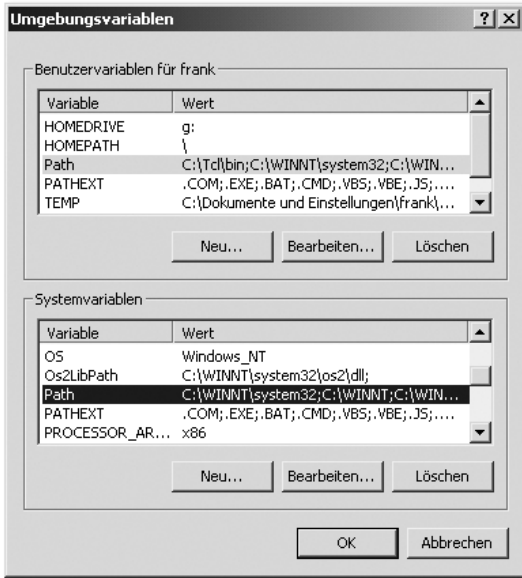 Umgebungsvariablen
Benutzervariablen für frank
Variable Wert
HOMEDRIVE g:
HOMEPATH \
Path C:\Tcl\bin;C:\WINNT\system32;C:\WIN...
PATHEXT .COM;.EXE;.BAT;.CMD;.VBS;.VBE;.JS;....
TEMP C:\Dokumente und Einstellungen\frank\...
Neu... Bearbeiten... Löschen
Systemvariablen
Variable Wert
OS Windows_NT
Os2LibPath C:\WINNT\system32\os2\dll;
Path C:\WINNT\system32;C:\WINNT;C:\WIN...
PATHEXT .COM;.EXE;.BAT;.CMD;.VBS;.VBE;.JS;....
PROCESSOR_AR... x86
Neu... Bearbeiten... Löschen
OK Abbrechen